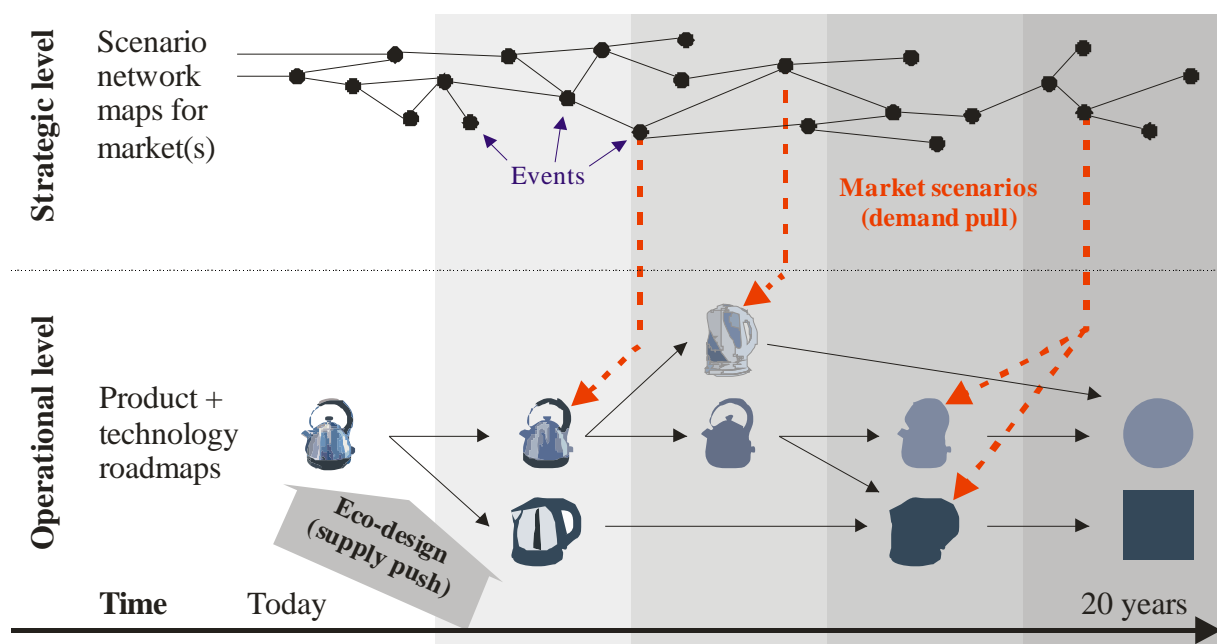 Strategic level
Scenario
network
maps for
market(s)
Events
Market scenarios
(demand pull)
Operational level
Product +
technology
roadmaps
Eco-design
(supply push)
Time
Today
20 years